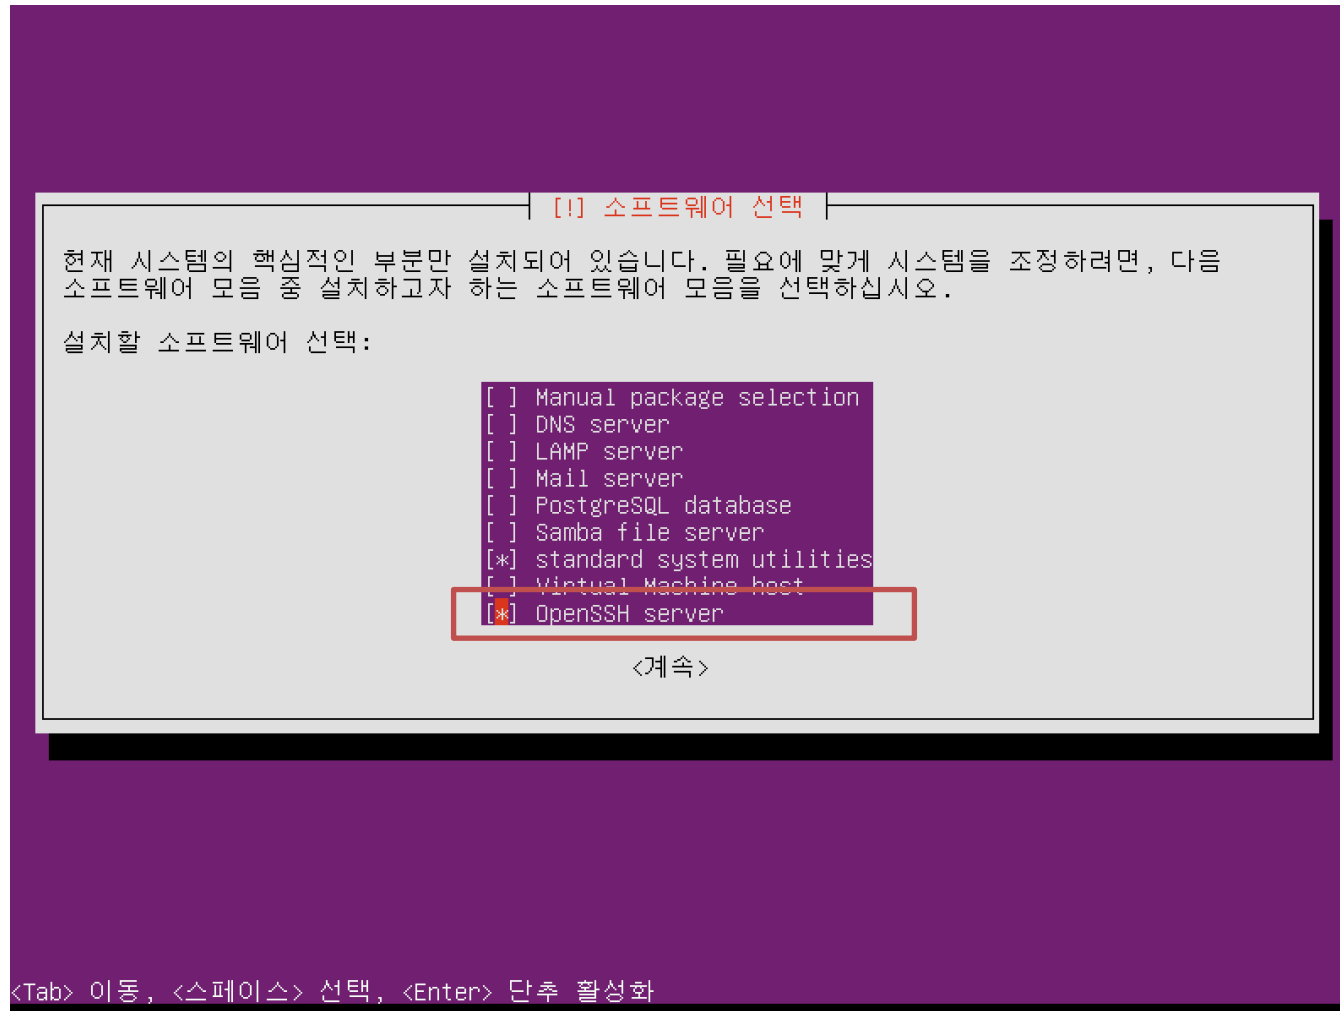 [!] 소프트웨어 선택
현재 시스템의 핵심적인 부분만 설치되어 있습니다. 필요에 맞게 시스템을 조정하려면, 다음
소프트웨어 모음 중 설치하고자 하는 소프트웨어 모음을 선택하십시오.
설치할 소프트웨어 선택:
[ ] Manual package selection
[ ] DNS server
[ ] LAMP server
[ ] Mail server
[ ] PostgreSQL database
[ ] Samba file server
[*] standard system utilities
[ ] Virtual Machine host
[*] OpenSSH server
<계속>
<Tab> 이동, <스페이스> 선택, <Enter> 단추 활성화